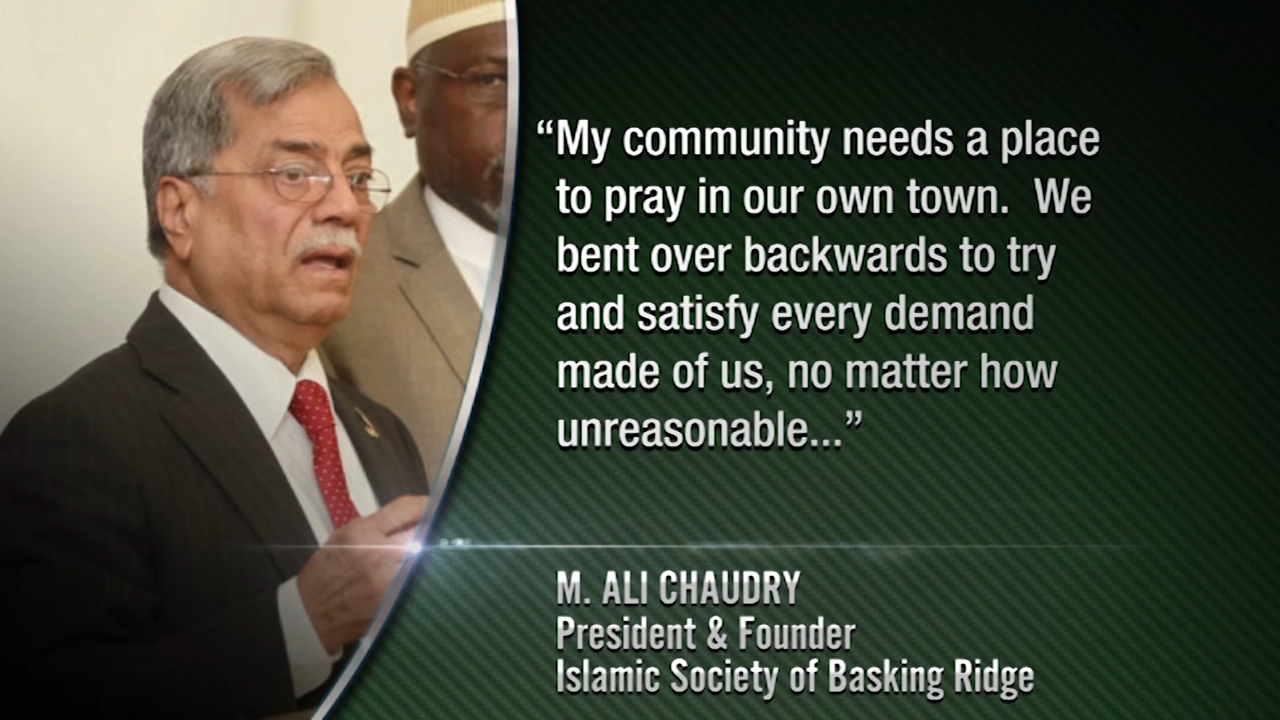 “My community needs a place
to pray in our own town.  We
bent over backwards to try
and satisfy every demand
made of us, no matter how
unreasonable...”
M. ALI CHAUDRY
President & Founder
Islamic Society of Basking Ridge